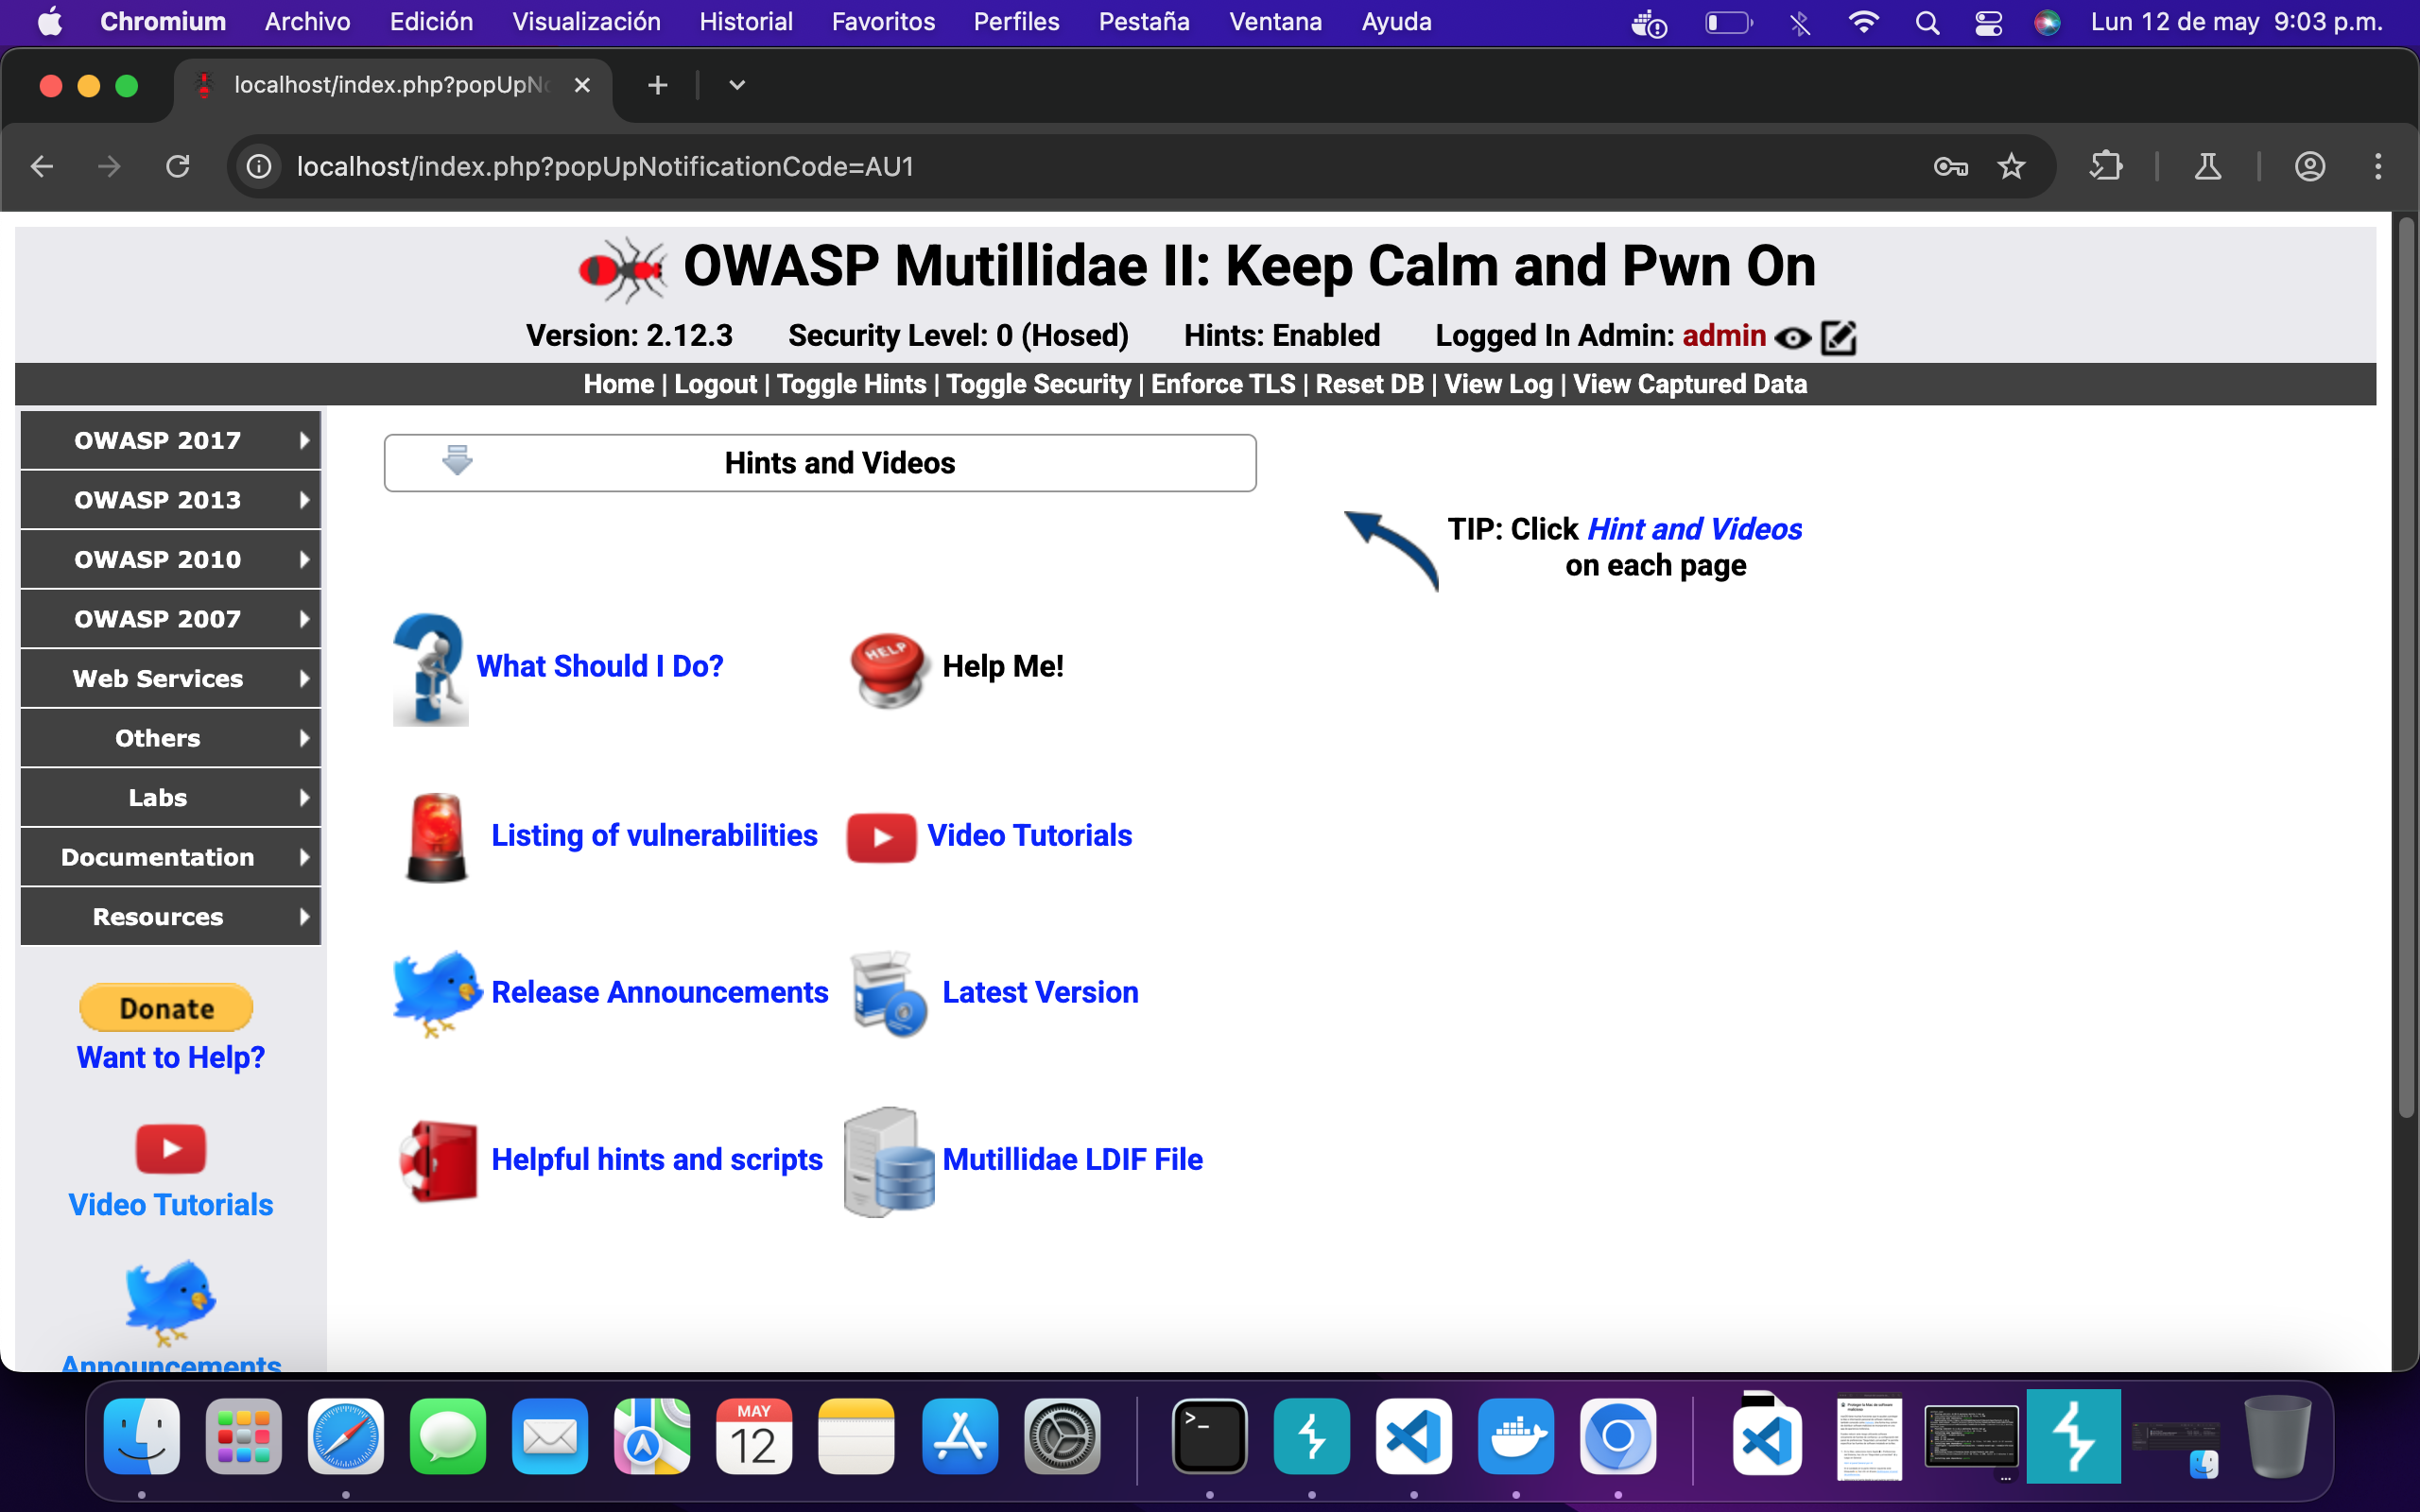 Chromium Archivo Edición Visualización Historial Favoritos Perfiles Pestaña Ventana Ayuda Lun 12 de may 9:03 p.m.
localhost/index.php?popUpNo
localhost/index.php?popUpNotificationCode=AU1
OWASP Mutillidae II: Keep Calm and Pwn On
Version: 2.12.3 Security Level: 0 (Hosed) Hints: Enabled Logged In Admin: admin
Home | Logout | Toggle Hints | Toggle Security | Enforce TLS | Reset DB | View Log | View Captured Data
OWASP 2017
OWASP 2013
OWASP 2010
OWASP 2007
Web Services
Others
Labs
Documentation
Resources
Donate
Want to Help?
Video Tutorials
Announcements
Hints and Videos
TIP: Click Hint and Videos
on each page
What Should I Do?
HELP
Help Me!
Listing of vulnerabilities
Video Tutorials
Release Announcements
Latest Version
Helpful hints and scripts
Mutillidae LDIF File
MAY
12